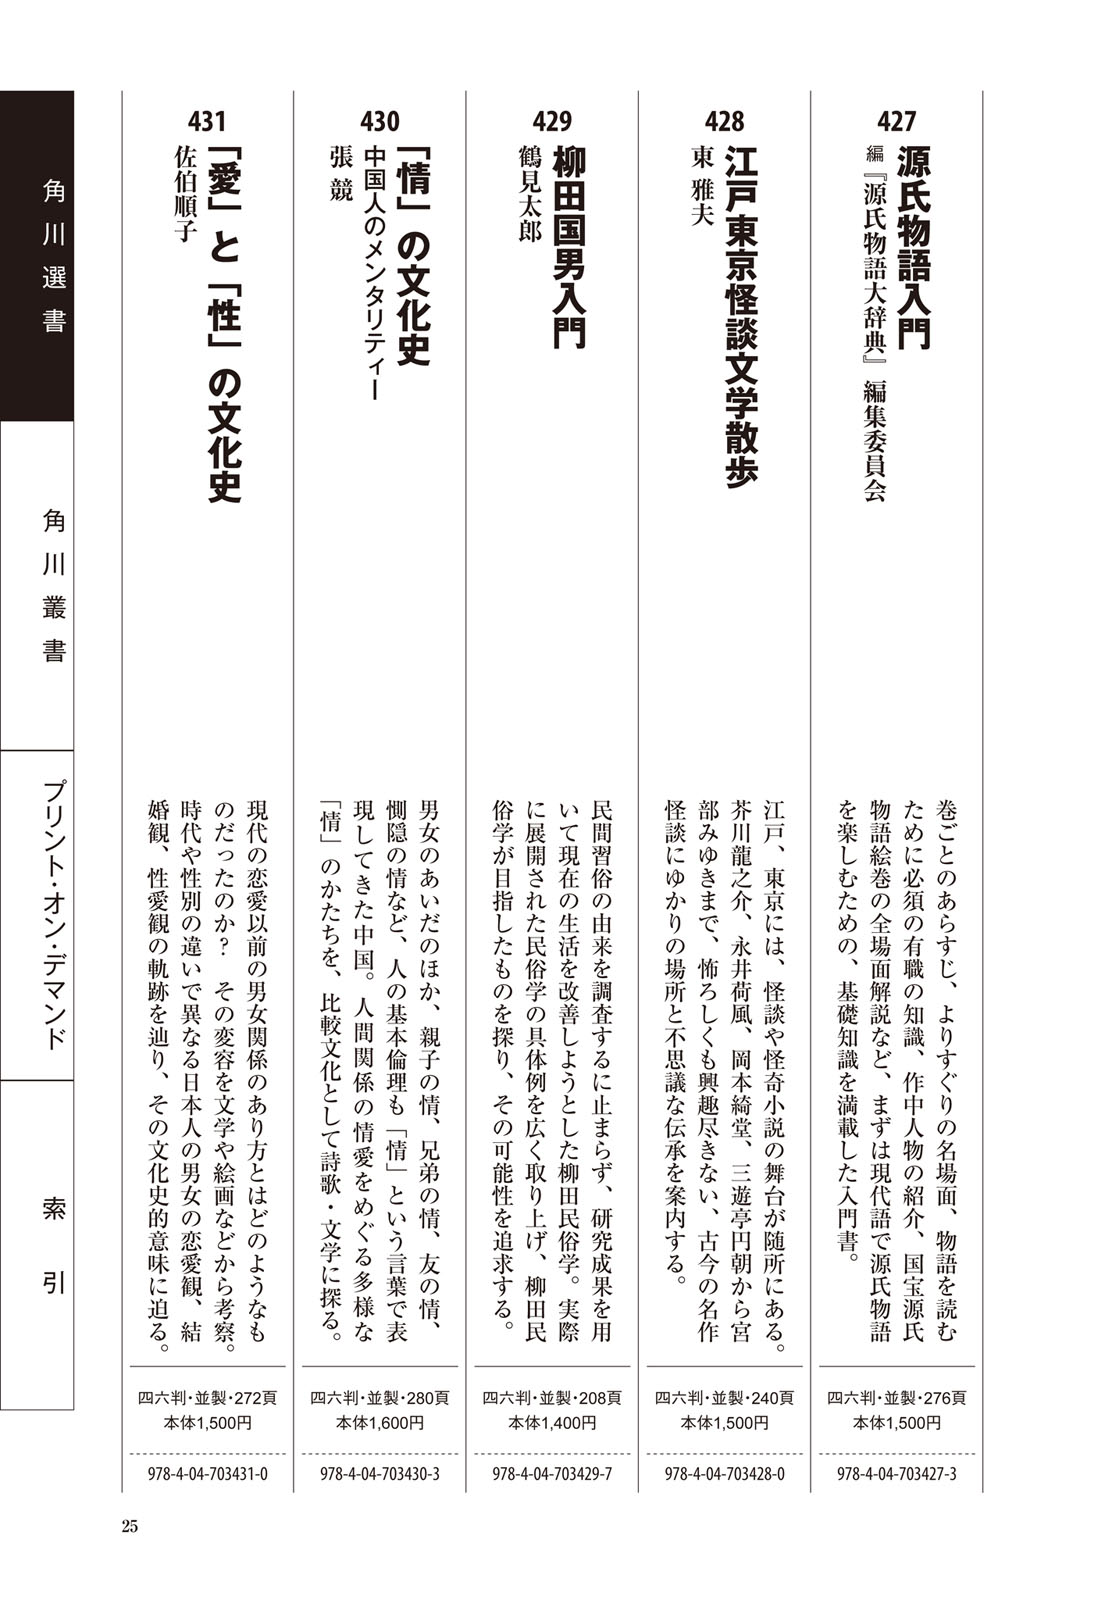 427
源氏物語入門
編『源氏物語大辞典』編集委員会
巻ごとのあらすじ、よりすぐりの名場面、物語を読む
ために必須の有職の知識、作中人物の紹介、国宝源氏
物語絵巻の全場面解説など、まずは現代語で源氏物語
を楽しむための、基礎知識を満載した入門書。
四六判・並製・276頁
本体1,500円
978-4-04-703427-3
428
江戸東京怪談文学散歩
東 雅夫
江戸、東京には、怪談や怪奇小説の舞台が随所にある。
芥川龍之介、永井荷風、岡本綺堂、三遊亭円朝から宮
部みゆきまで、怖ろしくも興趣尽きない、古今の名作
怪談にゆかりの場所と不思議な伝承を案内する。
四六判・並製・240頁
本体1,500円
978-4-04-703428-0
429
柳田国男入門
鶴見太郎
民間習俗の由来を調査するに止まらず、研究成果を用
いて現在の生活を改善しようとした柳田民俗学。実際
に展開された民俗学の具体例を広く取り上げ、柳田民
俗学が目指したものを探り、その可能性を追求する。
四六判・並製・208頁
本体1,400円
978-4-04-703429-7
430
「情」の文化史
中国人のメンタリティー
張 競
男女のあいだのほか、親子の情、兄弟の情、友の情、
惻隠の情など、人の基本倫理も「情」という言葉で表
現してきた中国。人間関係の情愛をめぐる多様な
「情」のかたちを、比較文化として詩歌・文学に探る。
四六判・並製・280頁
本体1,600円
978-4-04-703430-3
431
「愛」と「性」の文化史
佐伯順子
現代の恋愛以前の男女関係のあり方とはどのようなも
のだったのか? その変容を文学や絵画などから考察。
時代や性別の違いで異なる日本人の男女の恋愛観、結
婚観、性愛観の軌跡を辿り、その文化史的意味に迫る。
四六判・並製・272頁
本体1,500円
978-4-04-703431-0
角川選書
角川叢書
プリント・オン・デマンド
索引
25